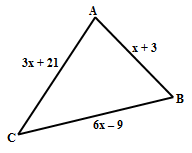 A
3x + 21
x + 3
B
6x – 9
C